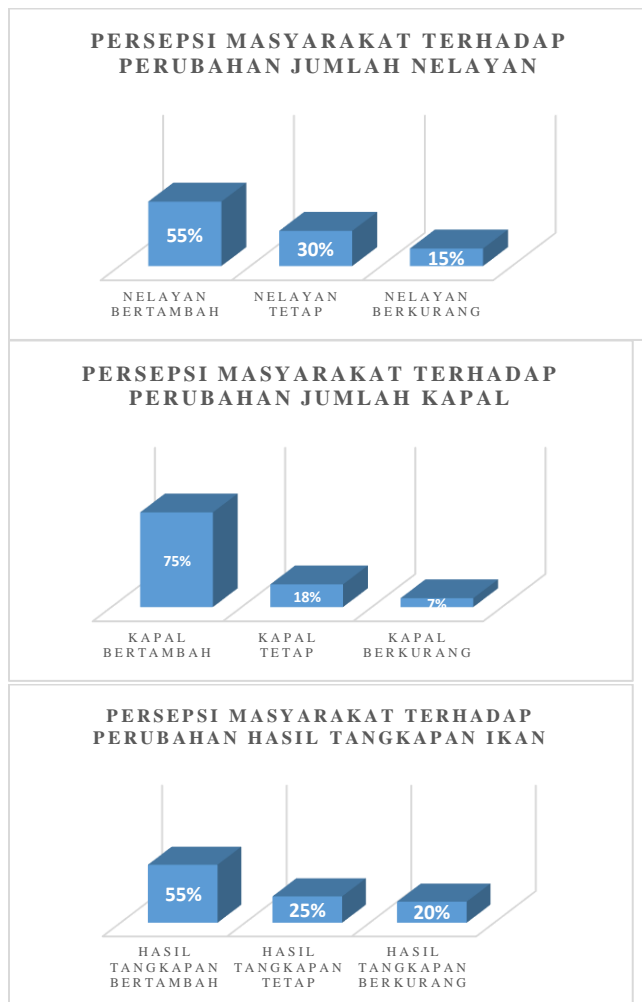 PERSEPSI MASYARAKAT TERHADAP
PERUBAHAN JUMLAH NELAYAN
55%
30%
15%
NELAYAN BERTAMBAH
NELAYAN TETAP
NELAYAN BERKURANG
PERSEPSI MASYARAKAT TERHADAP
PERUBAHAN JUMLAH KAPAL
75%
18%
7%
KAPAL BERTAMBAH
KAPAL TETAP
KAPAL BERKURANG
PERSEPSI MASYARAKAT TERHADAP
PERUBAHAN HASIL TANGKAPAN IKAN
55%
25%
20%
HASIL TANGKAPAN BERTAMBAH
HASIL TANGKAPAN TETAP
HASIL TANGKAPAN BERKURANG